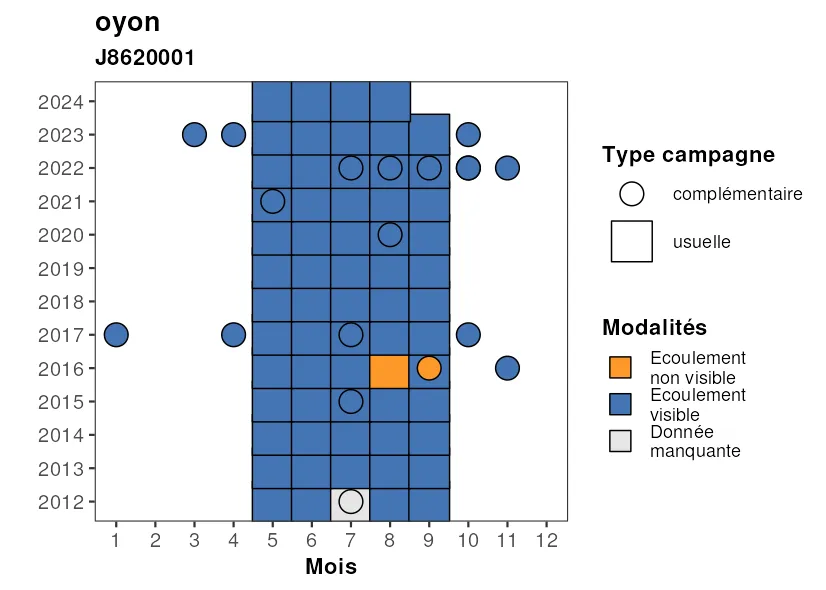 oyon
J8620001
2024
2023
2022
2021
2020
2019
2018
2017
2016
2015
2014
2013
2012
1 2 3 4 5 6 7 8 9 10 11 12
Mois
Type campagne
complémentaire
usuelle
Modalités
Ecoulement
non visible
Ecoulement
visible
Donnée
manquante